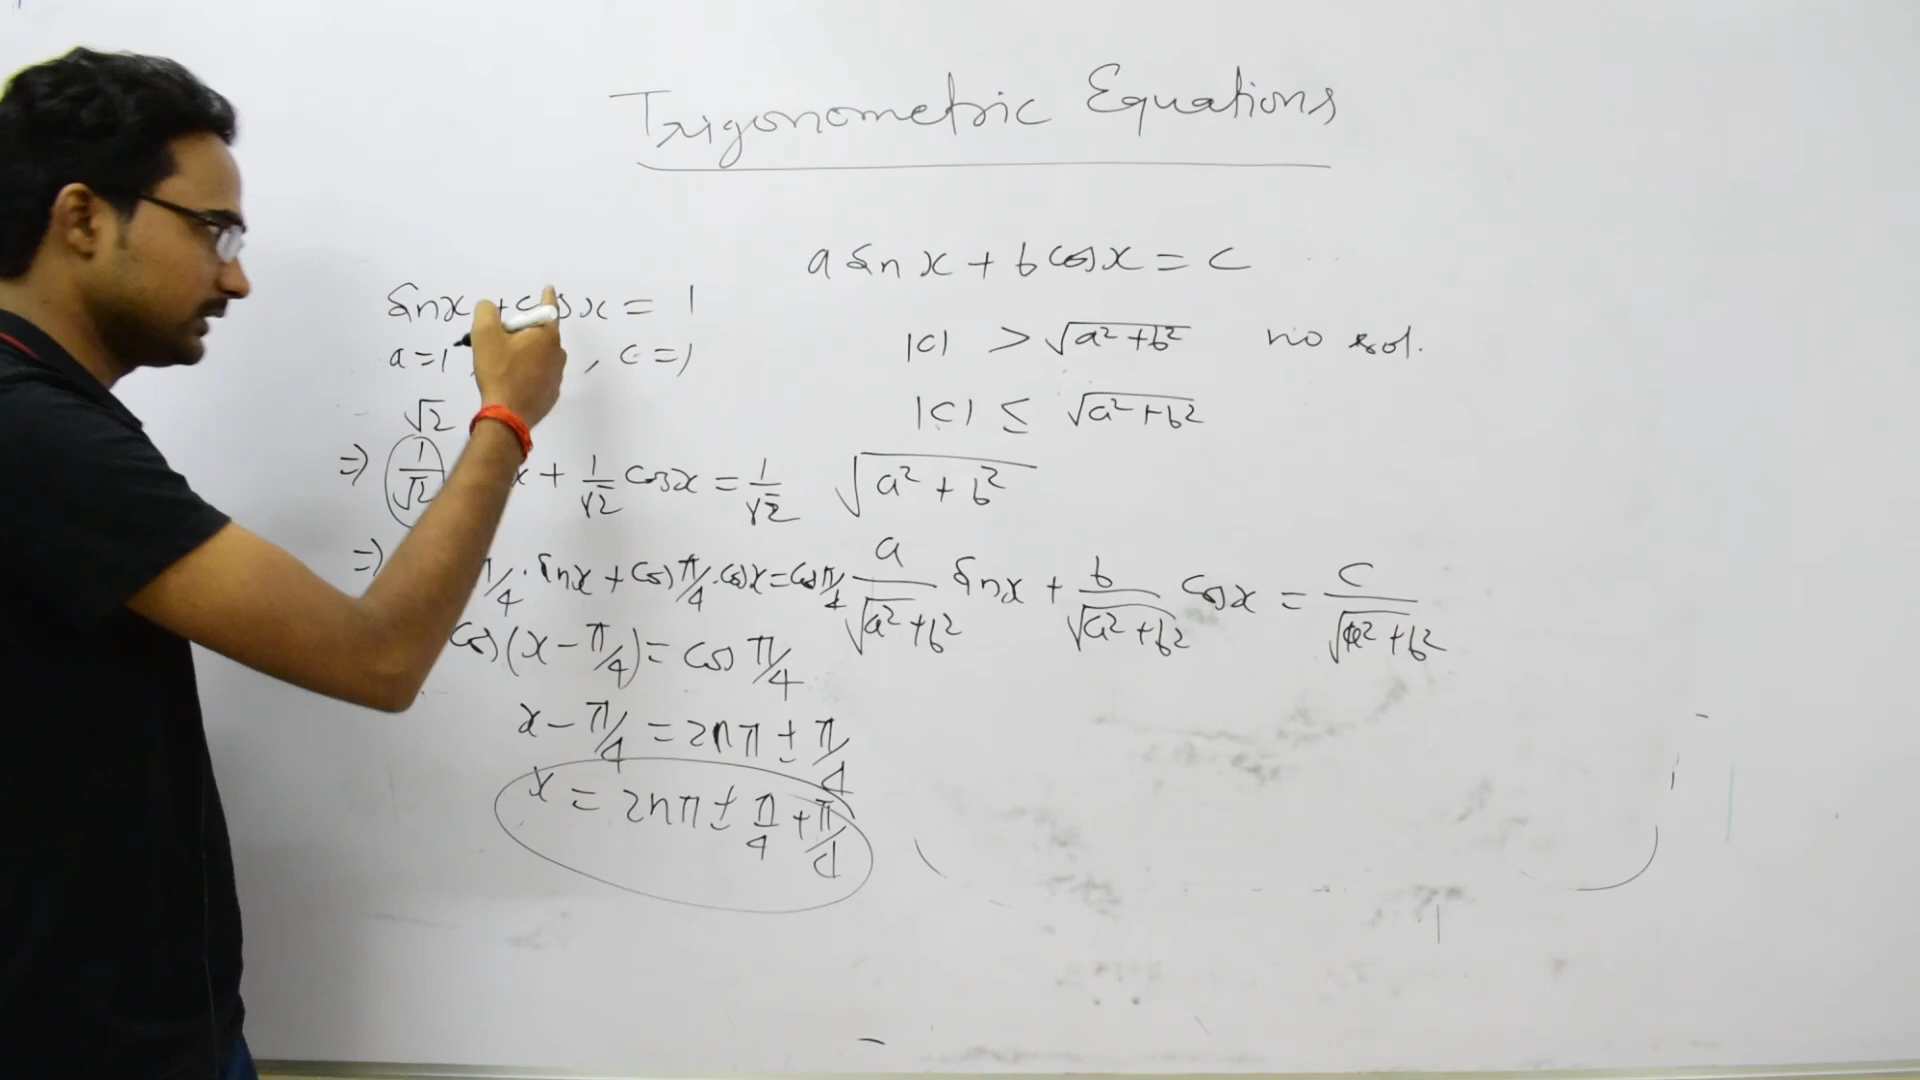 Trigonometric Equations
a sin x + b cos x = c
sin x + cos x = 1
|c| > √(a² + b²) no sol.
a = 1 , c = 1
|c| ≤ √(a² + b²)
√2
⇒ 1/√2 x + 1/√2 cos x = 1/√2
√(a² + b²)
⇒ π/4 · sin x + cos π/4 · cos x = cos π/4
a/√(a² + b²) sin x + b/√(a² + b²) cos x = c/√(a² + b²)
cos (x − π/4) = cos π/4
x − π/4 = 2nπ ± π/4
x = 2nπ ± π/4 + π/4